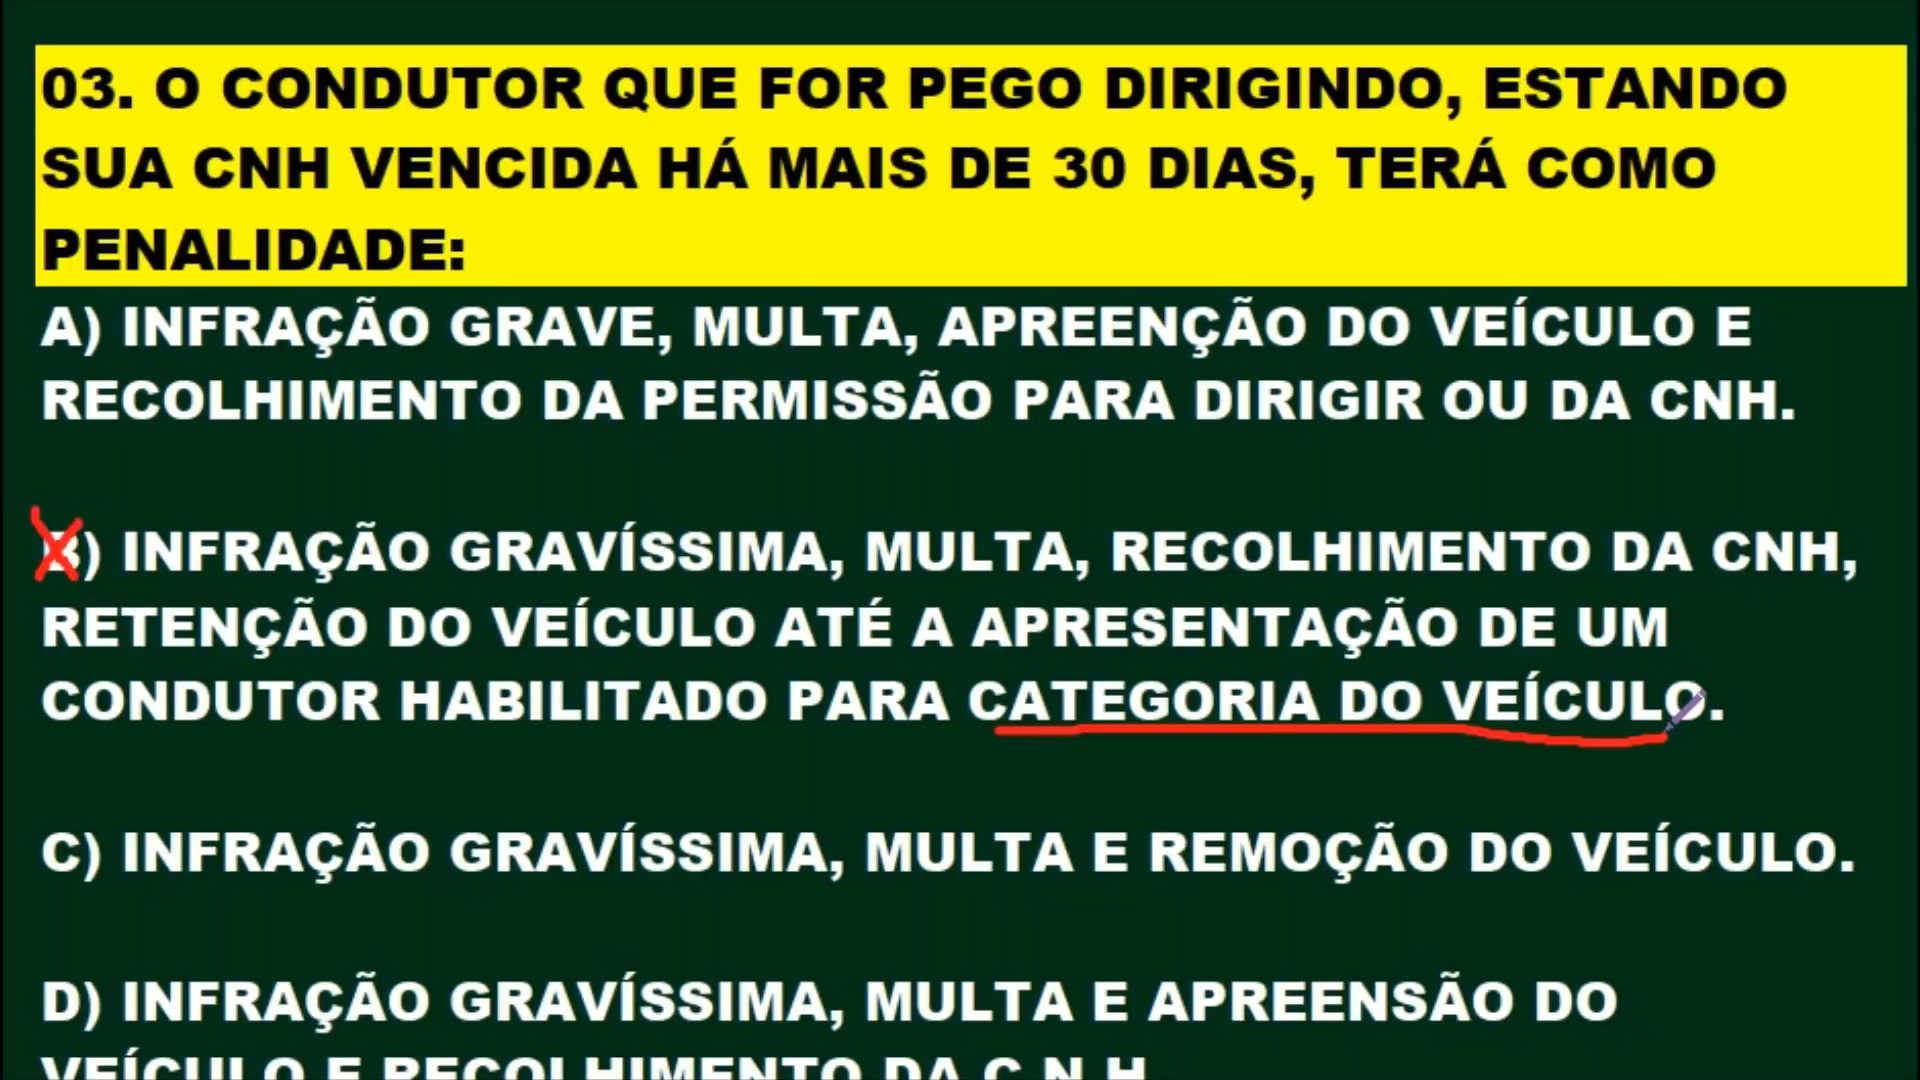 03. O CONDUTOR QUE FOR PEGO DIRIGINDO, ESTANDO
SUA CNH VENCIDA HÁ MAIS DE 30 DIAS, TERÁ COMO
PENALIDADE:
A) INFRAÇÃO GRAVE, MULTA, APREENÇÃO DO VEÍCULO E
RECOLHIMENTO DA PERMISSÃO PARA DIRIGIR OU DA CNH.
B) INFRAÇÃO GRAVÍSSIMA, MULTA, RECOLHIMENTO DA CNH,
RETENÇÃO DO VEÍCULO ATÉ A APRESENTAÇÃO DE UM
CONDUTOR HABILITADO PARA CATEGORIA DO VEÍCULO.
C) INFRAÇÃO GRAVÍSSIMA, MULTA E REMOÇÃO DO VEÍCULO.
D) INFRAÇÃO GRAVÍSSIMA, MULTA E APREENSÃO DO
VEÍCULO E RECOLHIMENTO DA C.N.H